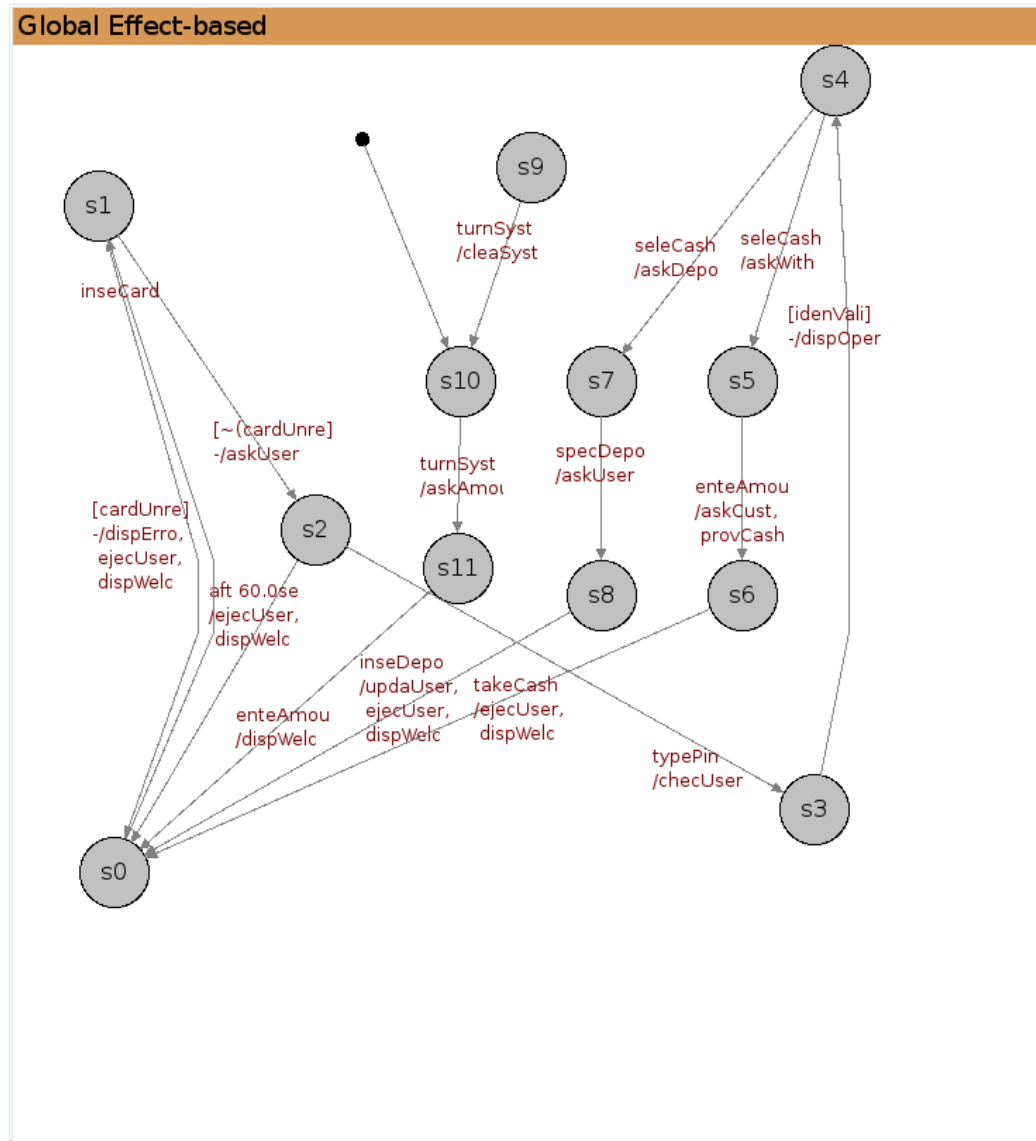 Global Effect-based
s4
s9
s1
turnSyst
/cleaSyst
seleCash
/askDepo
seleCash
/askWith
inseCard
[idenVali]
-/dispOper
s10
s7
s5
[~(cardUnre]
-/askUser
turnSyst
/askAmou
specDepo
/askUser
enteAmou
/askCust,
provCash
[cardUnre]
-/dispErro,
ejecUser,
dispWelc
s2
s11
s8
s6
aft 60.0se
/ejecUser,
dispWelc
inseDepo
/updaUser,
ejecUser,
dispWelc
takeCash
/ejecUser,
dispWelc
enteAmou
/dispWelc
typePin
/checUser
s3
s0